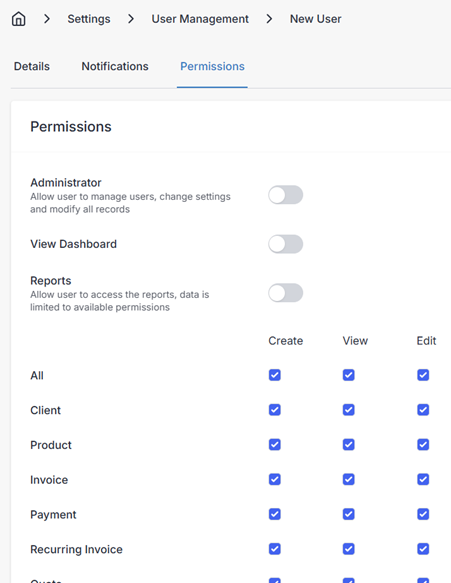 Settings User Management New User
Details Notifications Permissions
Permissions
Administrator
Allow user to manage users, change settings
and modify all records
View Dashboard
Reports
Allow user to access the reports, data is
limited to available permissions
Create View Edit
All
Client
Product
Invoice
Payment
Recurring Invoice